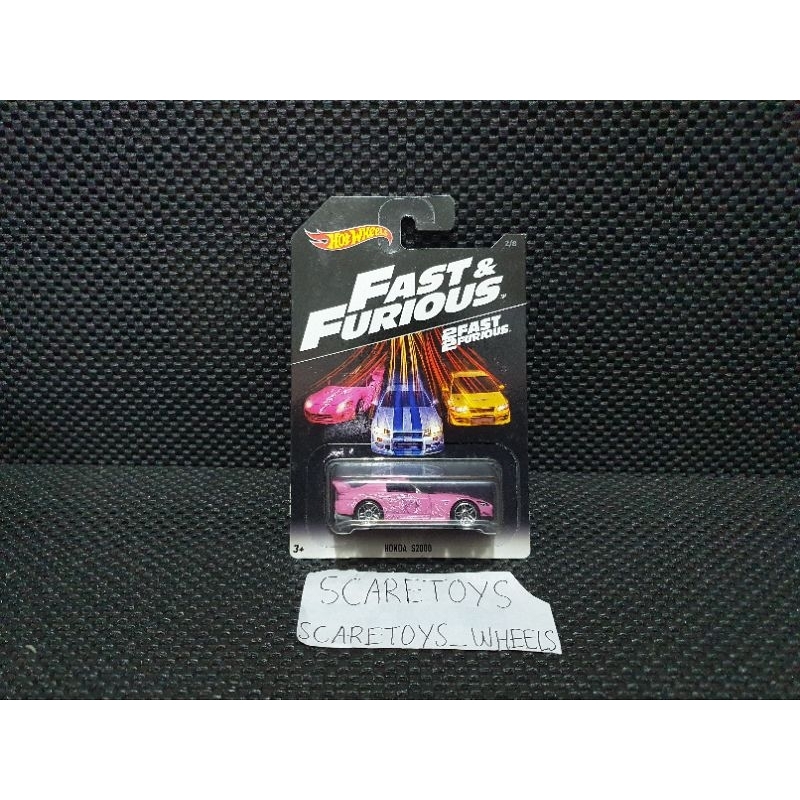 HOT WHEELS
2/8
FAST &
FURIOUS
2 FAST
2 FURIOUS
3+
HONDA S2000
SCARETOYS
SCARETOYS_WHEELS